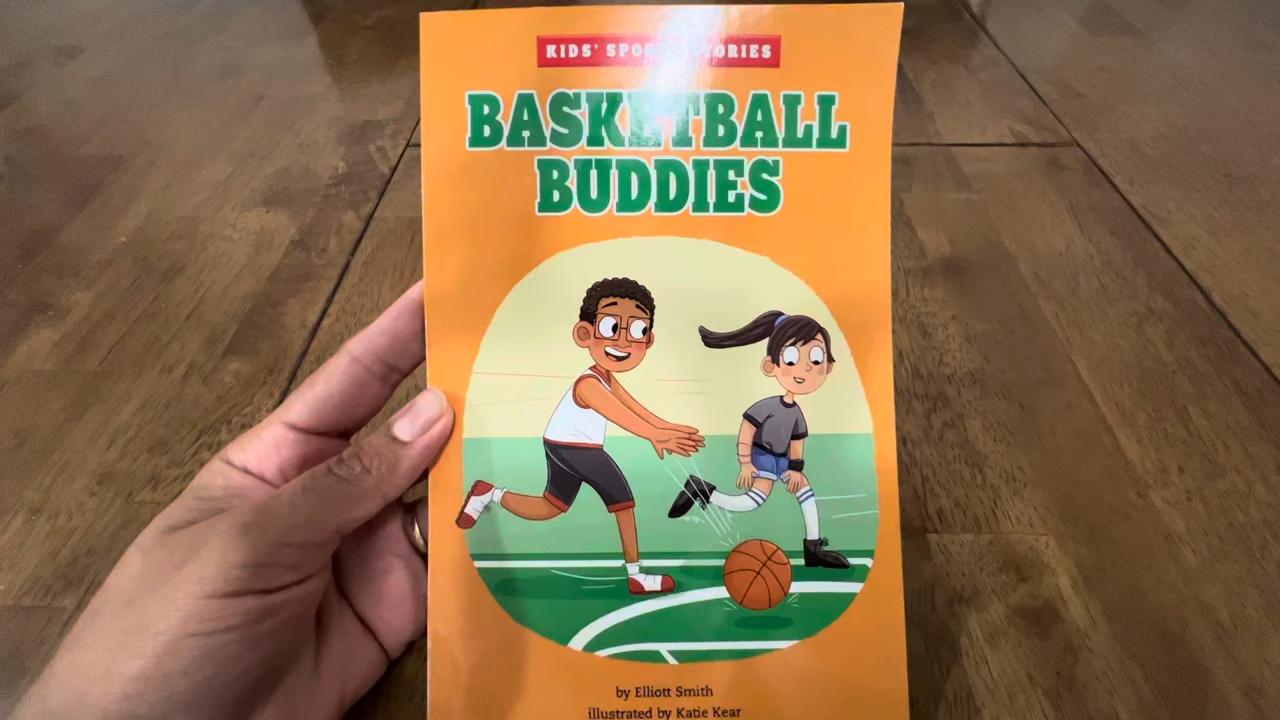 KIDS' SPORTS STORIES
BASKETBALL
BUDDIES
by Elliott Smith
illustrated by Katie Kear